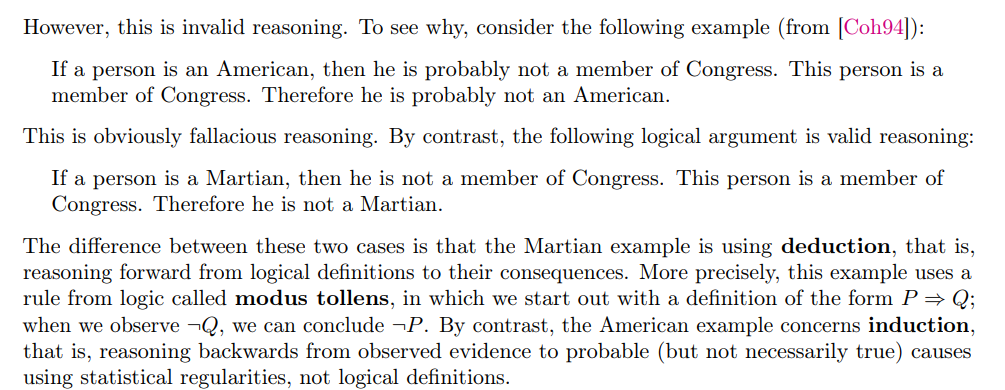 However, this is invalid reasoning. To see why, consider the following example (from [Coh94]):
If a person is an American, then he is probably not a member of Congress. This person is a
member of Congress. Therefore he is probably not an American.
This is obviously fallacious reasoning. By contrast, the following logical argument is valid reasoning:
If a person is a Martian, then he is not a member of Congress. This person is a member of
Congress. Therefore he is not a Martian.
The difference between these two cases is that the Martian example is using deduction, that is,
reasoning forward from logical definitions to their consequences. More precisely, this example uses a
rule from logic called modus tollens, in which we start out with a definition of the form P ⇒ Q;
when we observe ¬Q, we can conclude ¬P. By contrast, the American example concerns induction,
that is, reasoning backwards from observed evidence to probable (but not necessarily true) causes
using statistical regularities, not logical definitions.